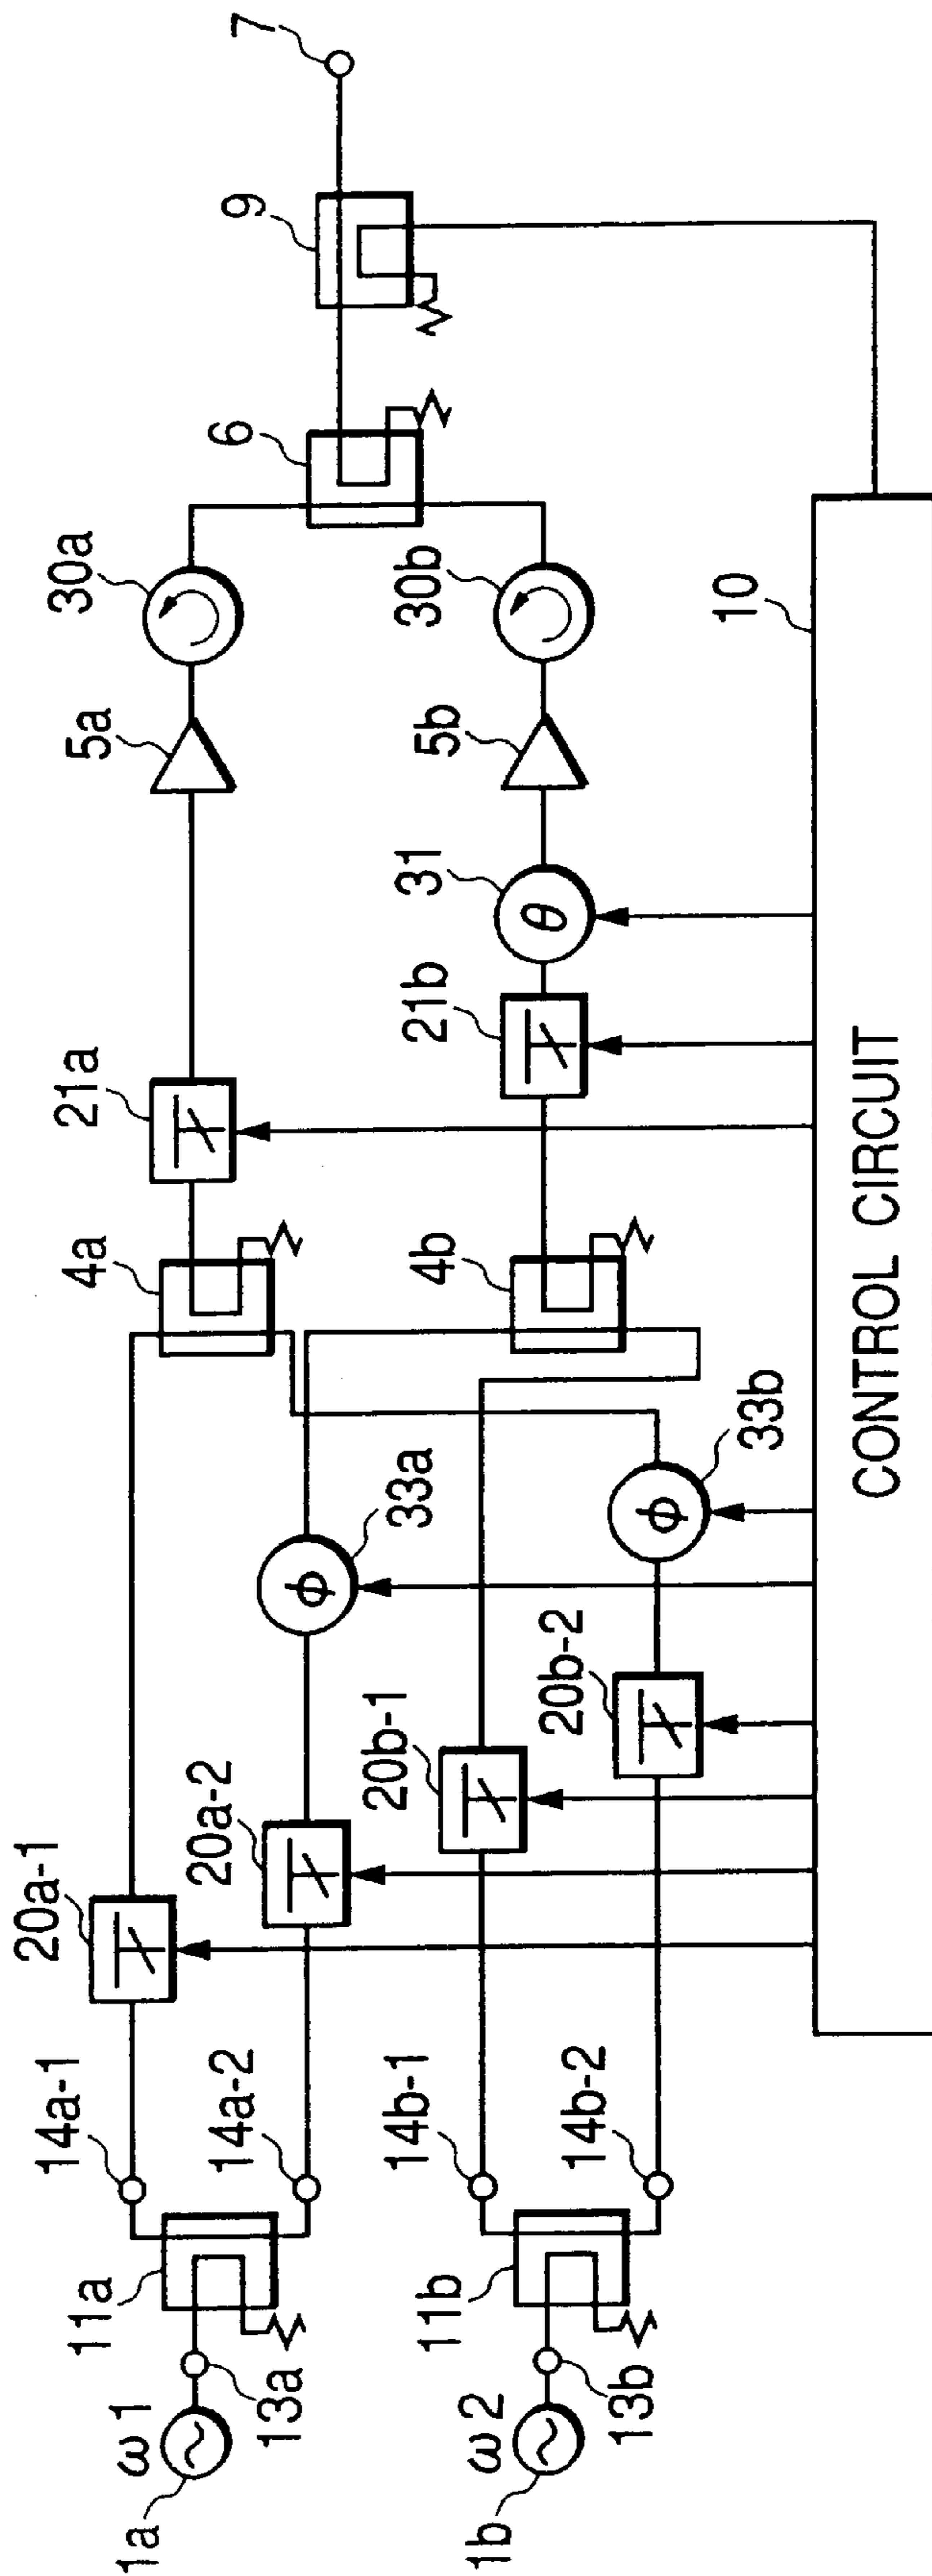 ω1
1a
13a
11a
14a-1
14a-2
20a-1
20a-2
33a
ϕ
4a
21a
5a
30a
6
9
7
ω2
1b
13b
11b
14b-1
14b-2
20b-1
20b-2
33b
ϕ
4b
21b
31
θ
5b
30b
10
CONTROL CIRCUIT